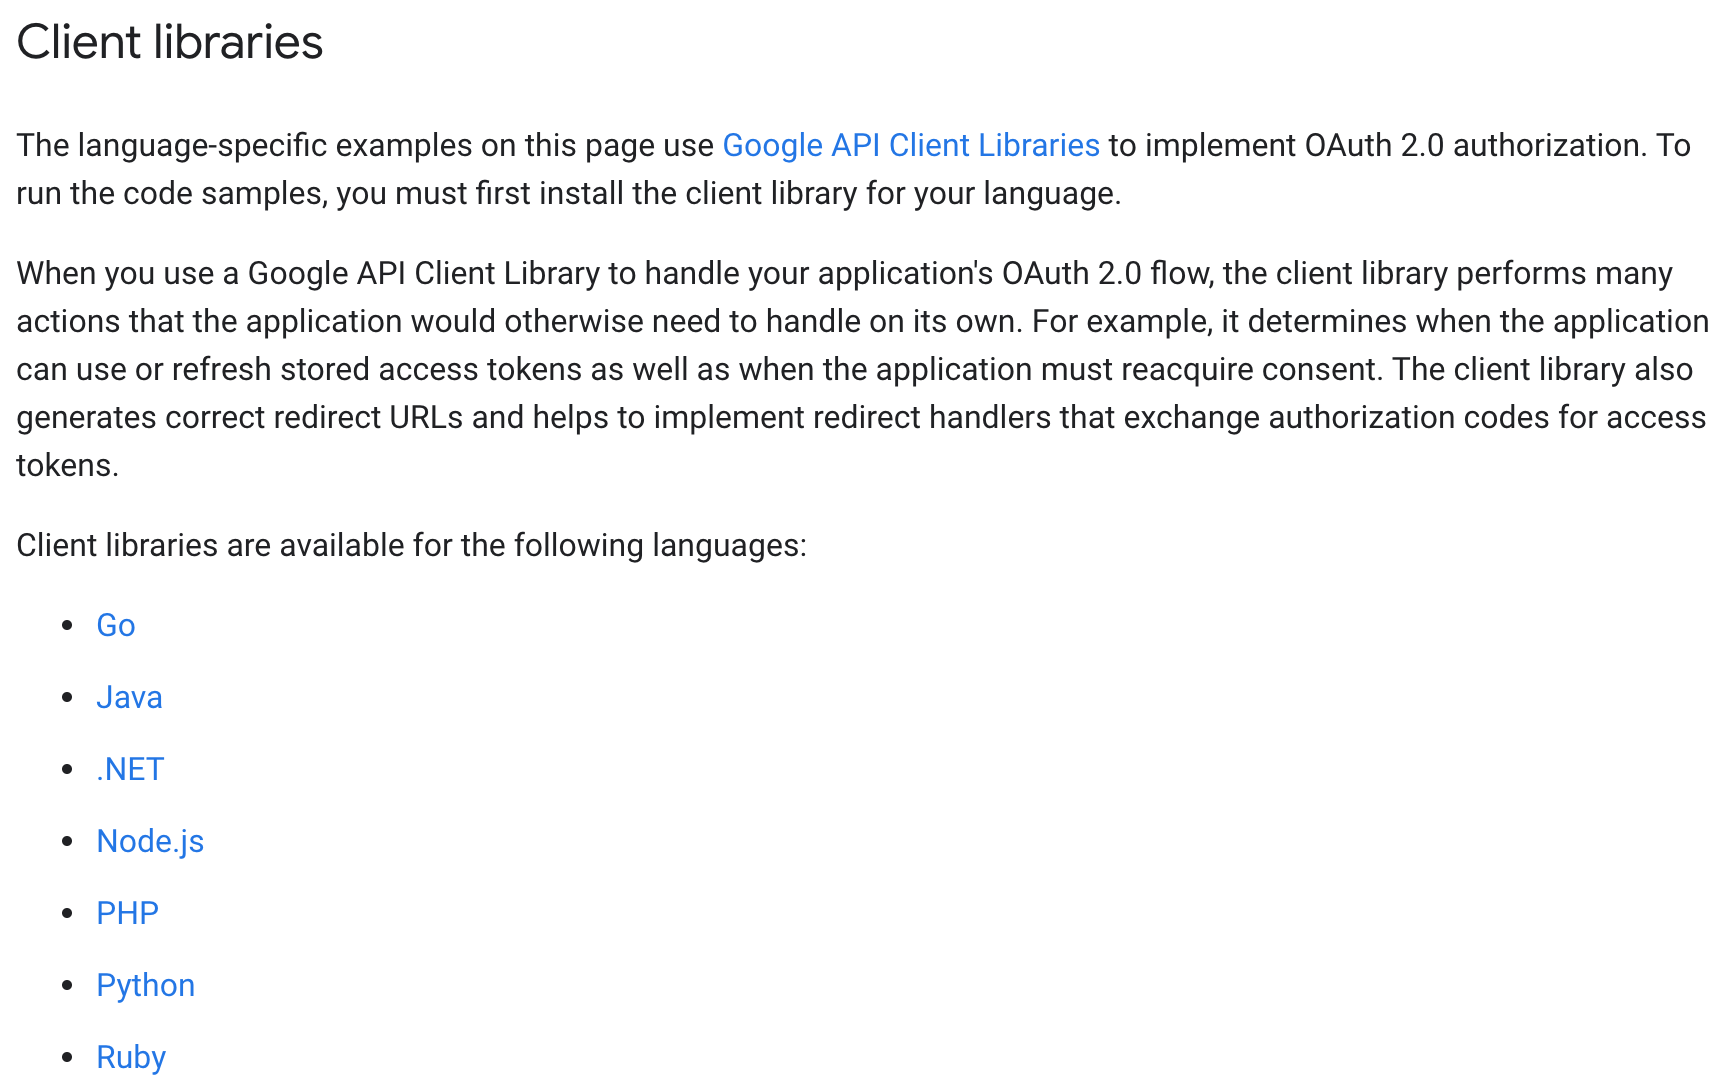 Client libraries
The language-specific examples on this page use Google API Client Libraries to implement OAuth 2.0 authorization. To
run the code samples, you must first install the client library for your language.
When you use a Google API Client Library to handle your application's OAuth 2.0 flow, the client library performs many
actions that the application would otherwise need to handle on its own. For example, it determines when the application
can use or refresh stored access tokens as well as when the application must reacquire consent. The client library also
generates correct redirect URLs and helps to implement redirect handlers that exchange authorization codes for access
tokens.
Client libraries are available for the following languages:
• Go
• Java
• .NET
• Node.js
• PHP
• Python
• Ruby